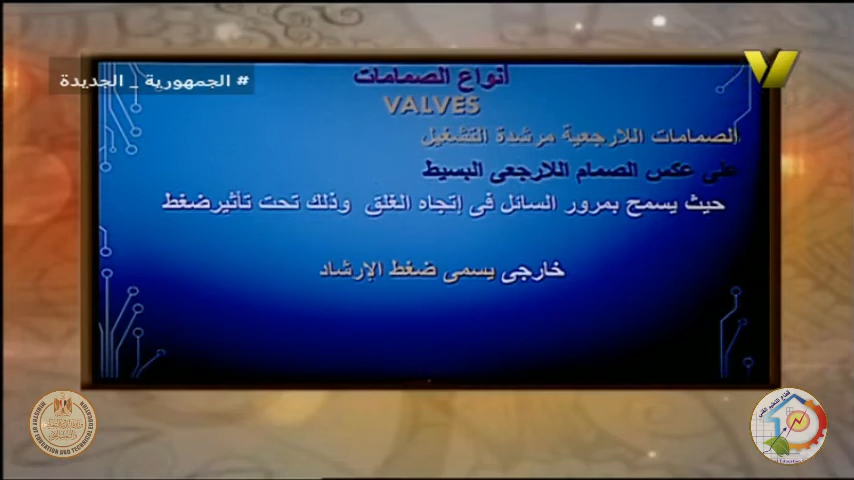 # الجمهورية _ الجديدة
أنواع الصمامات
VALVES
الصمامات اللارجعية مرشدة التشغيل
على عكس الصمام اللارجعى البسيط
حيث يسمح بمرور السائل فى إتجاه الغلق وذلك تحت تأثيرضغط
خارجى يسمى ضغط الإرشاد